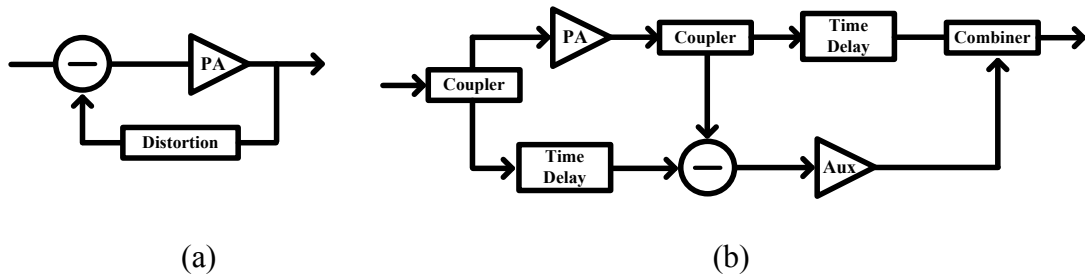 PA
Distortion
(a)
Coupler
PA
Coupler
Time
Delay
Combiner
Time
Delay
Aux
(b)